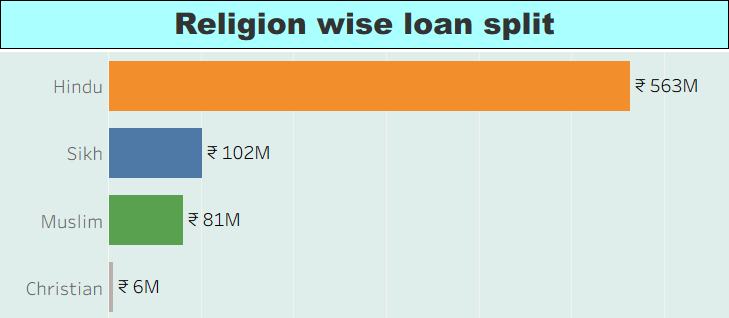 Religion wise loan split
Hindu ₹ 563M
Sikh ₹ 102M
Muslim ₹ 81M
Christian ₹ 6M